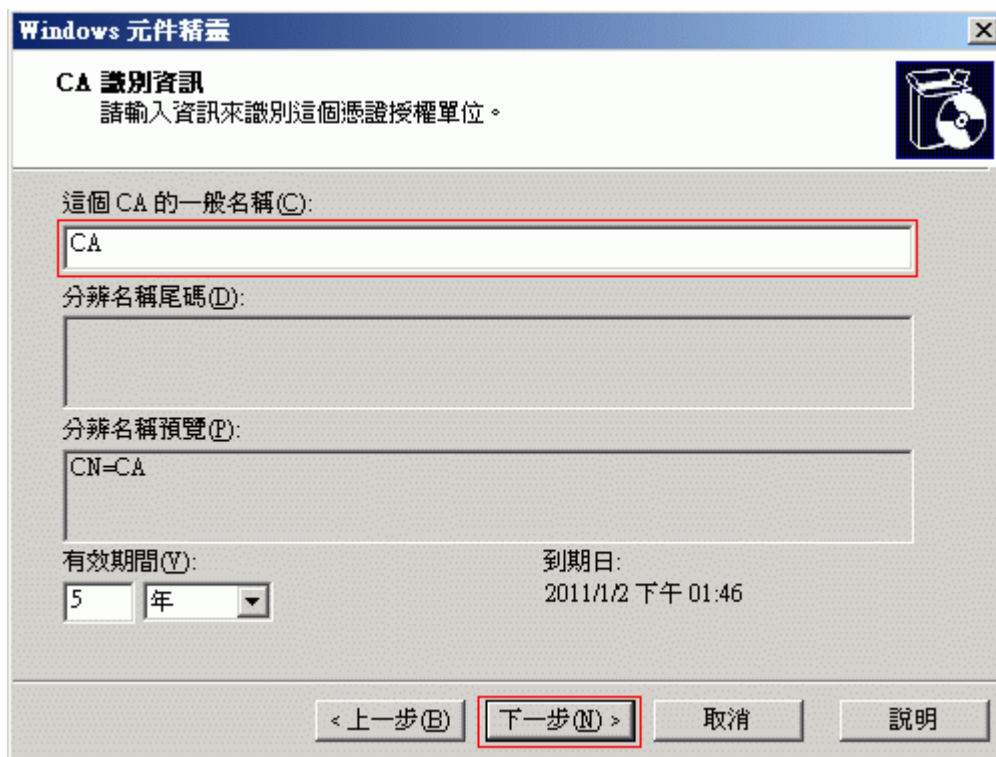 Windows 元件精靈
CA 識別資訊
請輸入資訊來識別這個憑證授權單位。
這個 CA 的一般名稱(C):
CA
分辨名稱尾碼(D):
分辨名稱預覽(P):
CN=CA
有效期間(V):
到期日:
5 年
2011/1/2 下午 01:46
< 上一步(B) 下一步(N) > 取消 說明